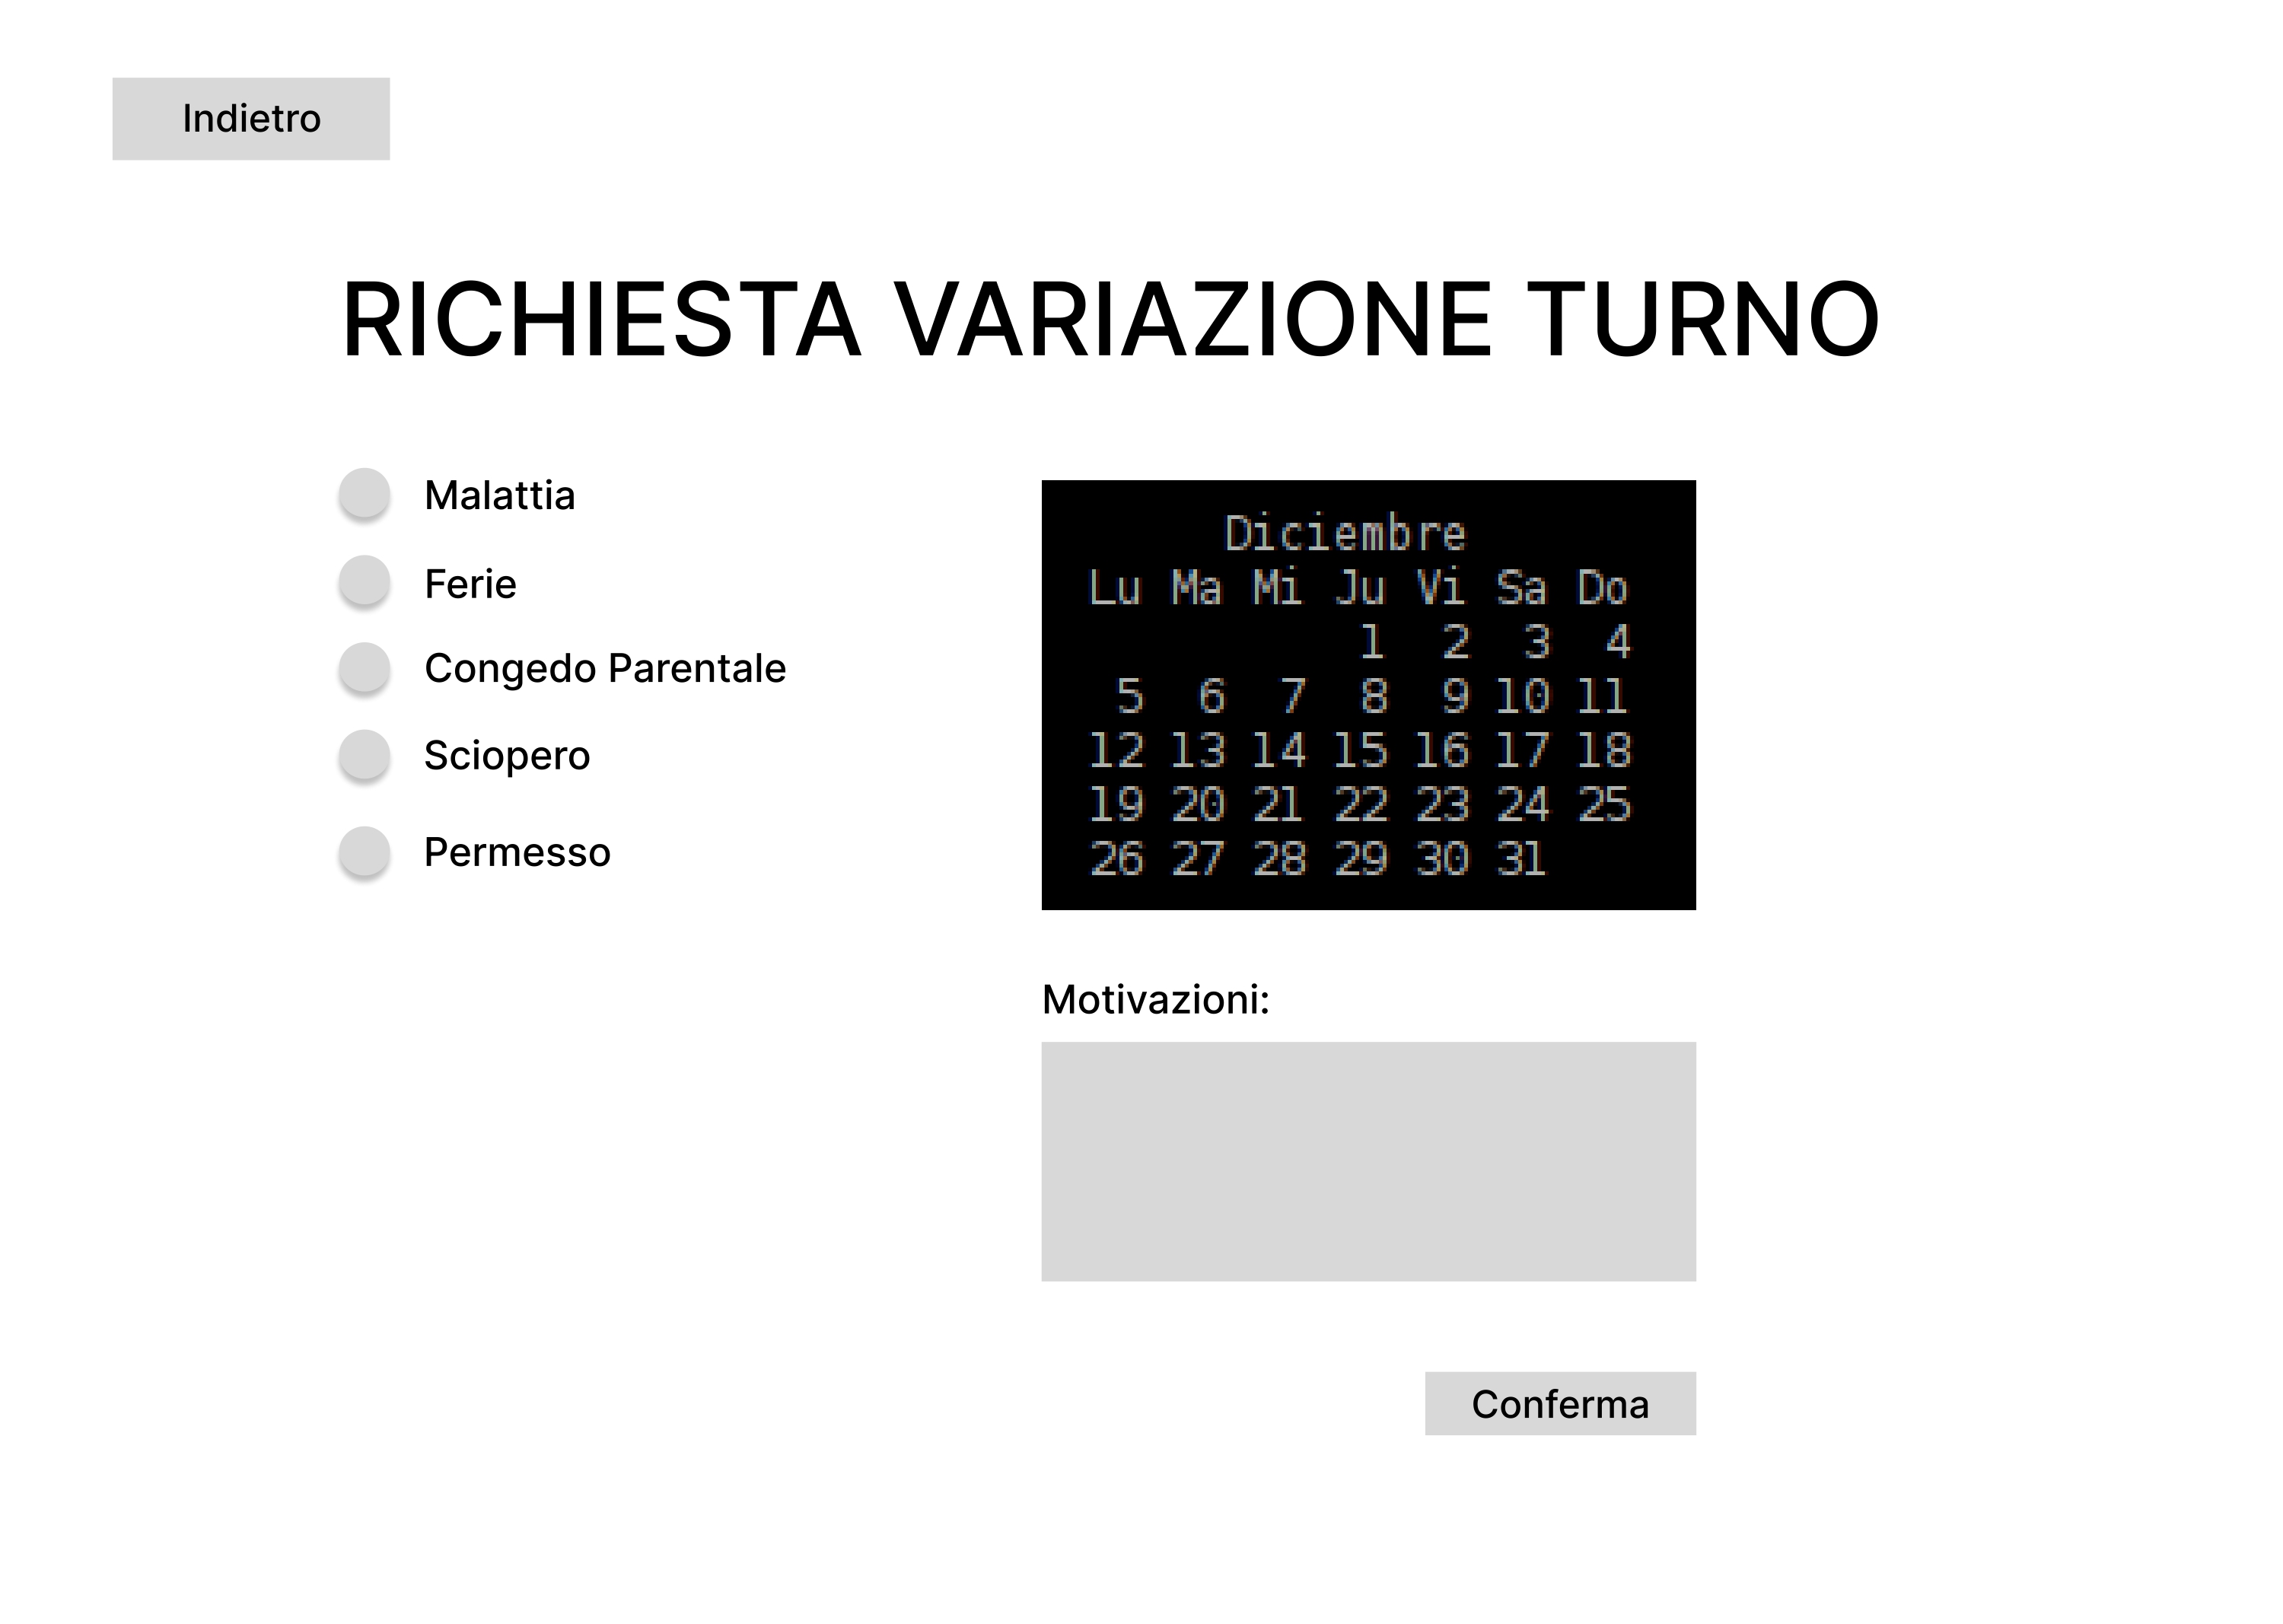 Indietro
RICHIESTA VARIAZIONE TURNO
Malattia
Ferie
Congedo Parentale
Sciopero
Permesso
Diciembre
Lu Ma Mi Ju Vi Sa Do
1 2 3 4
5 6 7 8 9 10 11
12 13 14 15 16 17 18
19 20 21 22 23 24 25
26 27 28 29 30 31
Motivazioni:
Conferma